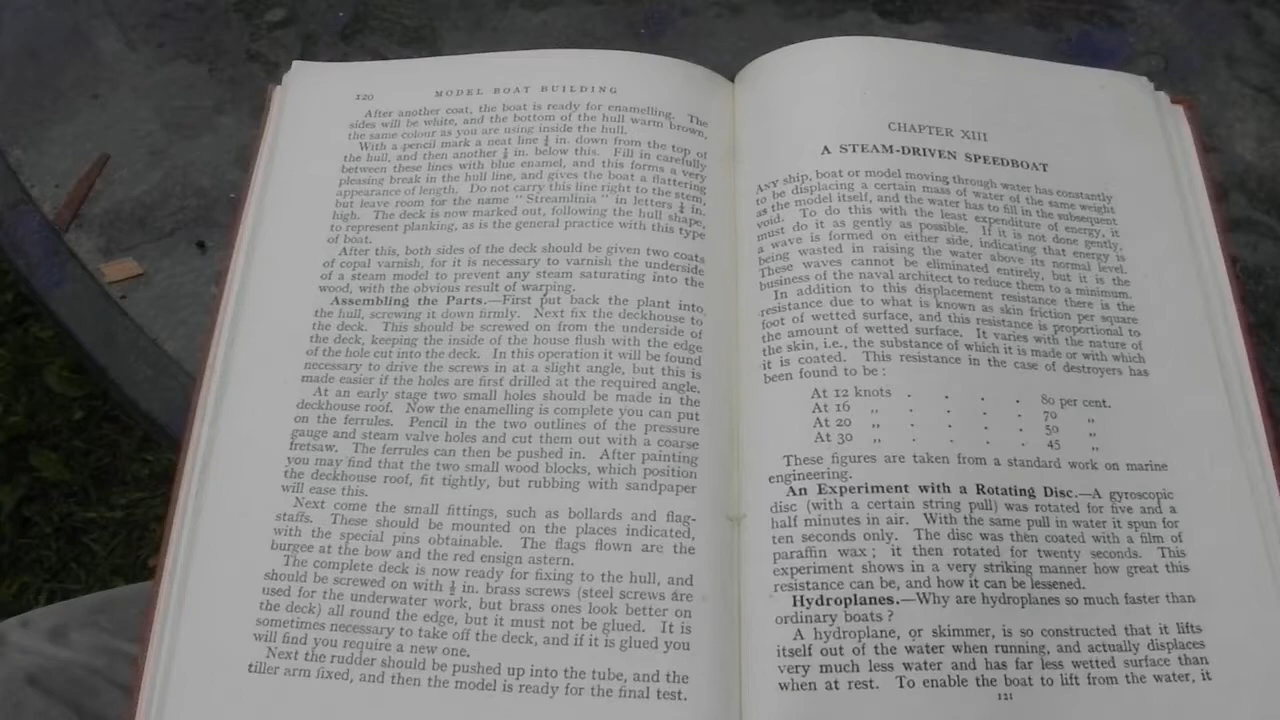 120
MODEL BOAT BUILDING
After another coat, the boat is ready for enamelling. The
sides will be white, and the bottom of the hull warm brown,
the same colour as you are using inside the hull.
With a pencil mark a neat line in. down from the top of
the hull, and then another in. below this. Fill in carefully
between these lines with blue enamel, and this forms a very
pleasing break in the hull line, and gives the boat a flattering
appearance of length. Do not carry this line right to the stem,
but leave room for the name "Streamlinia" in letters in.
high. The deck is now marked out, following the hull shape,
to represent planking, as is the general practice with this type
of boat.
After this, both sides of the deck should be given two coats
of copal varnish, for it is necessary to varnish the underside
of a steam model to prevent any steam saturating into the
wood, with the obvious result of warping.
Assembling the Parts.—First put back the plant into
the hull, screwing it down firmly. Next fix the deckhouse to
the deck. This should be screwed on from the underside of
the deck, keeping the inside of the house flush with the edge
of the hole cut into the deck. In this operation it will be found
necessary to drive the screws in at a slight angle, but this is
made easier if the holes are first drilled at the required angle.
At an early stage two small holes should be made in the
deckhouse roof. Now the enamelling is complete you can put
on the ferrules. Pencil in the two outlines of the pressure
gauge and steam valve holes and cut them out with a coarse
fretsaw. The ferrules can then be pushed in. After painting
you may find that the two small wood blocks, which position
the deckhouse roof, fit tightly, but rubbing with sandpaper
will ease this.
Next come the small fittings, such as bollards and flag-
staffs. These should be mounted on the places indicated,
with the special pins obtainable. The flags flown are the
burgee at the bow and the red ensign astern.
The complete deck is now ready for fixing to the hull, and
should be screwed on with in. brass screws (steel screws are
used for the underwater work, but brass ones look better on
the deck) all round the edge, but it must not be glued. It is
sometimes necessary to take off the deck, and if it is glued you
will find you require a new one.
Next the rudder should be pushed up into the tube, and the
tiller arm fixed, and then the model is ready for the final test.
CHAPTER XIII
A STEAM-DRIVEN SPEEDBOAT
ANY ship, boat or model moving through water has constantly
to be displacing a certain mass of water of the same weight
as the model itself, and the water has to fill in the subsequent
void. To do this with the least expenditure of energy, it
must do it as gently as possible. If it is not done gently,
a wave is formed on either side, indicating that energy is
being wasted in raising the water above its normal level.
These waves cannot be eliminated entirely, but it is the
business of the naval architect to reduce them to a minimum.
In addition to this displacement resistance there is the
resistance due to what is known as skin friction per square
foot of wetted surface, and this resistance is proportional to
the amount of wetted surface. It varies with the nature of
the skin, i.e., the substance of which it is made or with which
it is coated. This resistance in the case of destroyers has
been found to be :
At 12 knots . . . . 80 per cent.
At 16 „ . . . . 70 „
At 20 „ . . . . 50 „
At 30 „ . . . . 45 „
These figures are taken from a standard work on marine
engineering.
An Experiment with a Rotating Disc.—A gyroscopic
disc (with a certain string pull) was rotated for five and a
half minutes in air. With the same pull in water it spun for
ten seconds only. The disc was then coated with a film of
paraffin wax ; it then rotated for twenty seconds. This
experiment shows in a very striking manner how great this
resistance can be, and how it can be lessened.
Hydroplanes.—Why are hydroplanes so much faster than
ordinary boats ?
A hydroplane, or skimmer, is so constructed that it lifts
itself out of the water when running, and actually displaces
very much less water and has far less wetted surface than
when at rest. To enable the boat to lift from the water, it
121